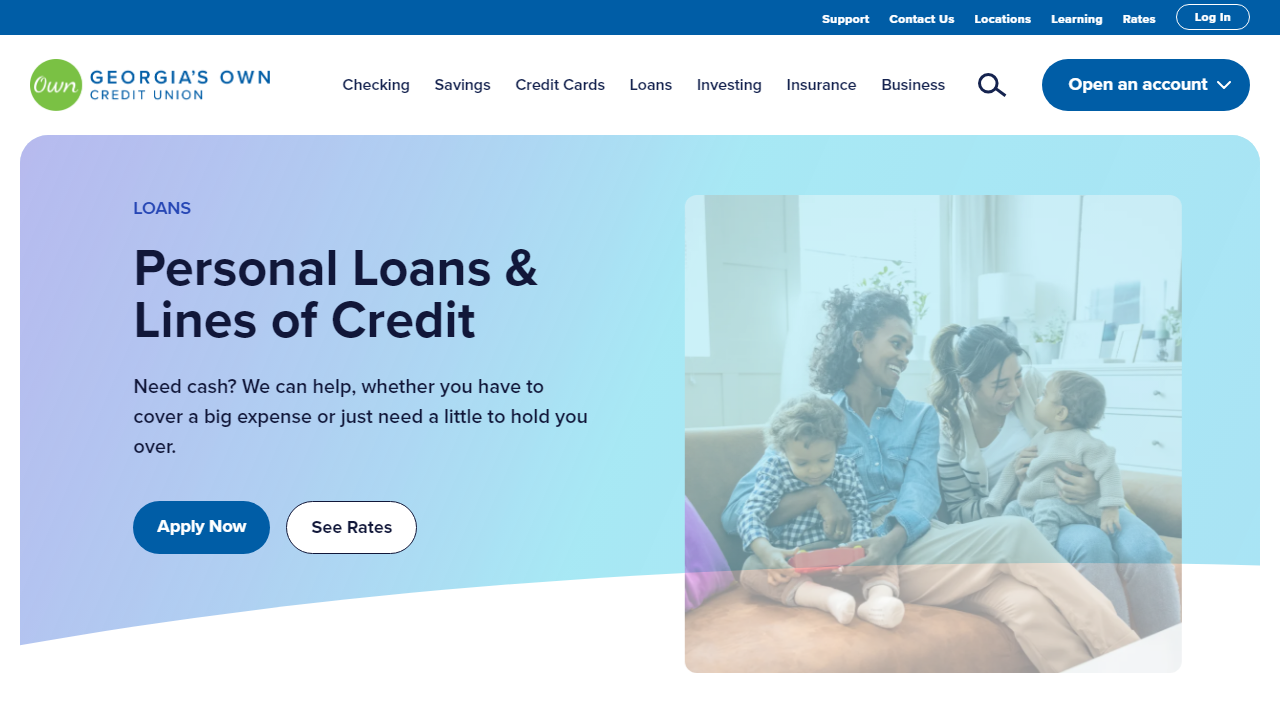 Support Contact Us Locations Learning Rates Log In
Own GEORGIA'S OWN
CREDIT UNION
Checking Savings Credit Cards Loans Investing Insurance Business Open an account
LOANS
Personal Loans &
Lines of Credit
Need cash? We can help, whether you have to
cover a big expense or just need a little to hold you
over.
Apply Now See Rates